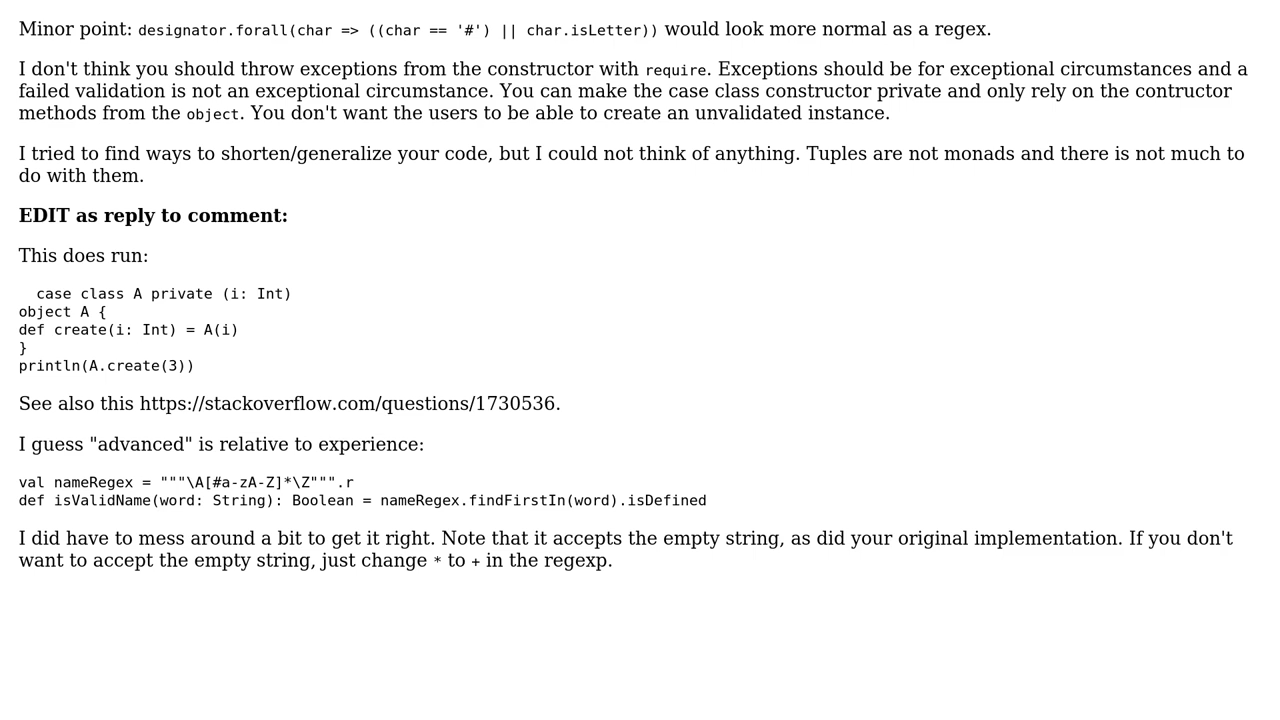 Minor point: designator.forall(char => ((char == '#') || char.isLetter)) would look more normal as a regex.
I don't think you should throw exceptions from the constructor with require. Exceptions should be for exceptional circumstances and a
failed validation is not an exceptional circumstance. You can make the case class constructor private and only rely on the contructor
methods from the object. You don't want the users to be able to create an unvalidated instance.
I tried to find ways to shorten/generalize your code, but I could not think of anything. Tuples are not monads and there is not much to
do with them.
EDIT as reply to comment:
This does run:
  case class A private (i: Int)
object A {
def create(i: Int) = A(i)
}
println(A.create(3))
See also this https://stackoverflow.com/questions/1730536.
I guess "advanced" is relative to experience:
val nameRegex = """\A[#a-zA-Z]*\Z""".r
def isValidName(word: String): Boolean = nameRegex.findFirstIn(word).isDefined
I did have to mess around a bit to get it right. Note that it accepts the empty string, as did your original implementation. If you don't
want to accept the empty string, just change * to + in the regexp.